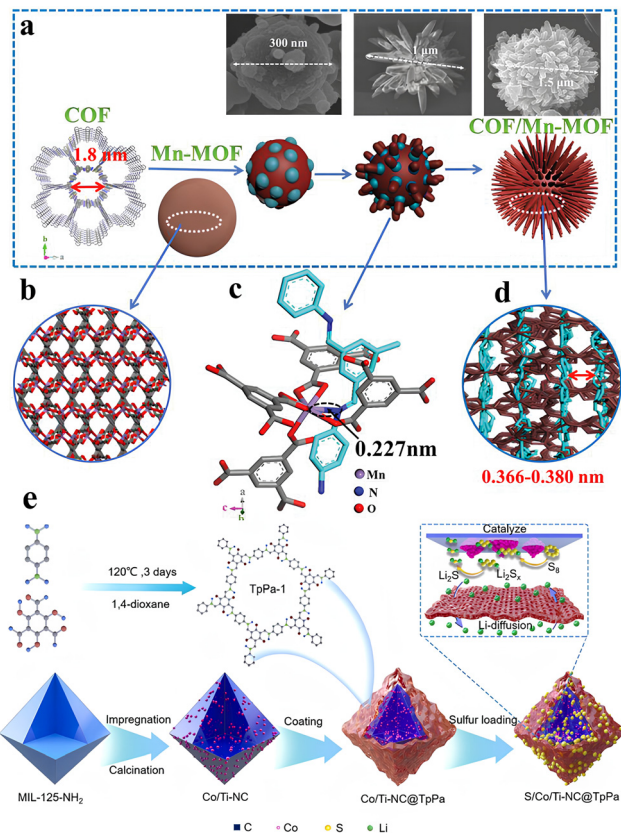 a
300 nm
1 μm
1.5 μm
COF
1.8 nm
Mn-MOF
COF/Mn-MOF
b
a
b
c
d
0.227nm
Mn
N
O
a
c
b
0.366-0.380 nm
e
120℃ ,3 days
1,4-dioxane
TpPa-1
Catalyze
Li₂S
Li₂Sₓ
S₈
Li-diffusion
Impregnation
Calcination
Coating
Sulfur loading
MIL-125-NH₂
Co/Ti-NC
Co/Ti-NC@TpPa
S/Co/Ti-NC@TpPa
C
Co
S
Li